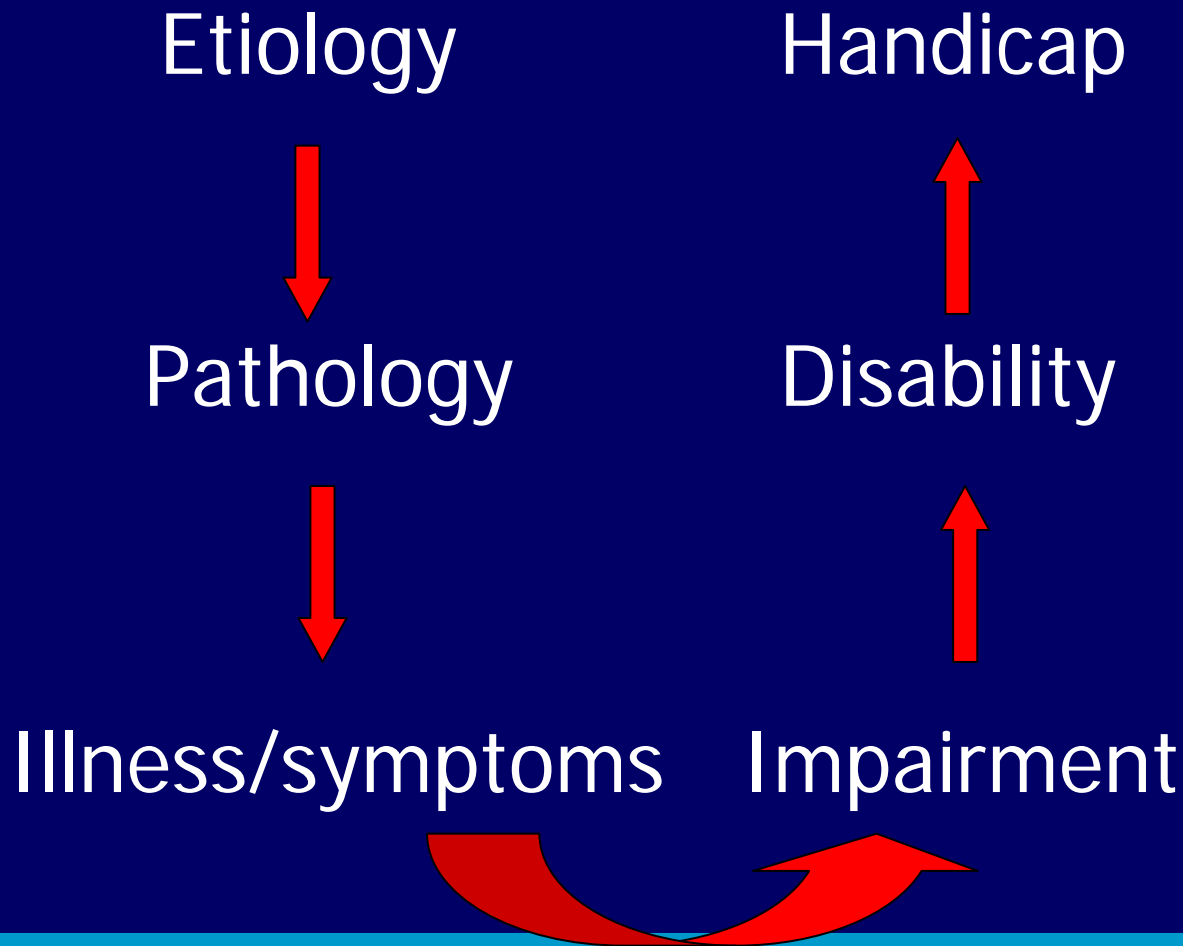 Etiology
Handicap
Pathology
Disability
Illness/symptoms
Impairment